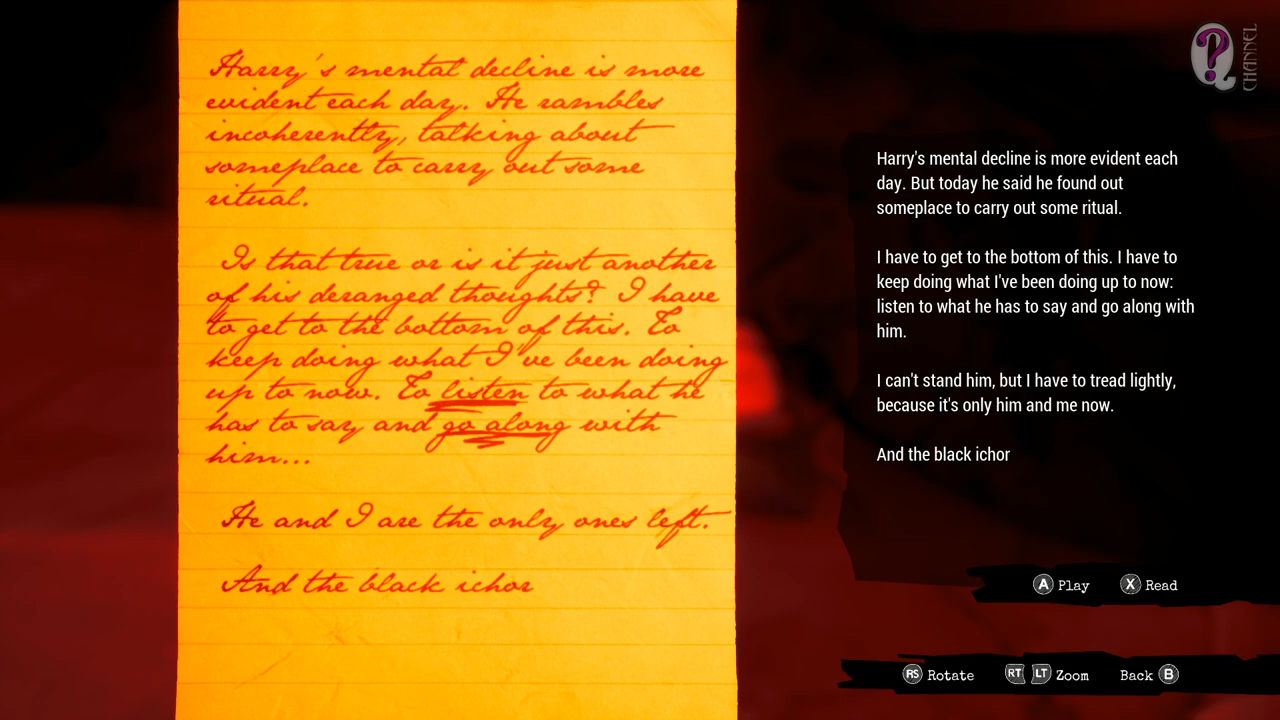 Harry's mental decline is more
evident each day. He rambles
incoherently, talking about
someplace to carry out some
ritual.
Is that true or is it just another
of his deranged thoughts? I have
to get to the bottom of this. To
keep doing what I've been doing
up to now. To listen to what he
has to say and go along with
him...
He and I are the only ones left.
And the black ichor
? CHANNEL
Harry's mental decline is more evident each
day. But today he said he found out
someplace to carry out some ritual.
I have to get to the bottom of this. I have to
keep doing what I've been doing up to now:
listen to what he has to say and go along with
him.
I can't stand him, but I have to tread lightly,
because it's only him and me now.
And the black ichor
A Play X Read
RS Rotate RT LT Zoom Back B